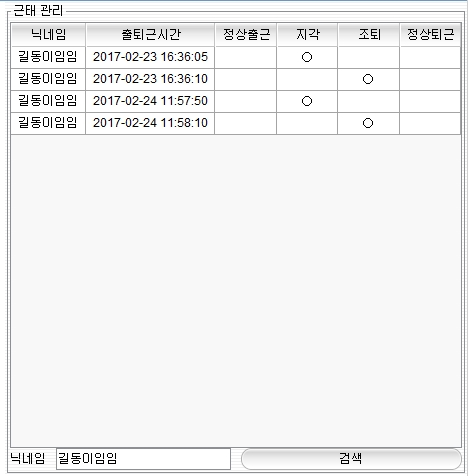 근태 관리
닉네임 출퇴근시간 정상출근 지각 조퇴 정상퇴근
길동이임임 2017-02-23 16:36:05 ○
길동이임임 2017-02-23 16:36:10 ○
길동이임임 2017-02-24 11:57:50 ○
길동이임임 2017-02-24 11:58:10 ○
닉네임 길동이임임 검색